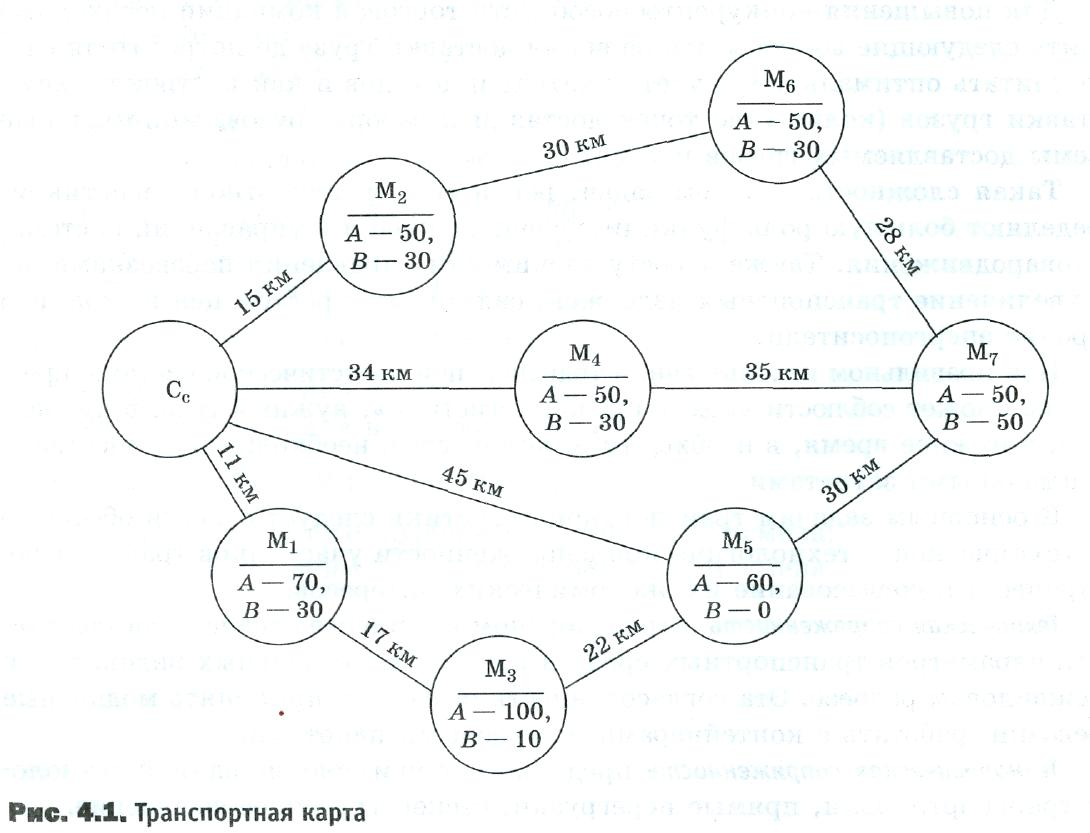 M₆
A — 50,
B — 30
30 км
M₂
A — 50,
B — 30
28 км
15 км
Cс
34 км
M₄
A — 50,
B — 30
35 км
M₇
A — 50,
B — 50
11 км
45 км
30 км
M₁
A — 70,
B — 30
M₅
A — 60,
B — 0
17 км
22 км
M₃
A — 100,
B — 10
Рис. 4.1. Транспортная карта